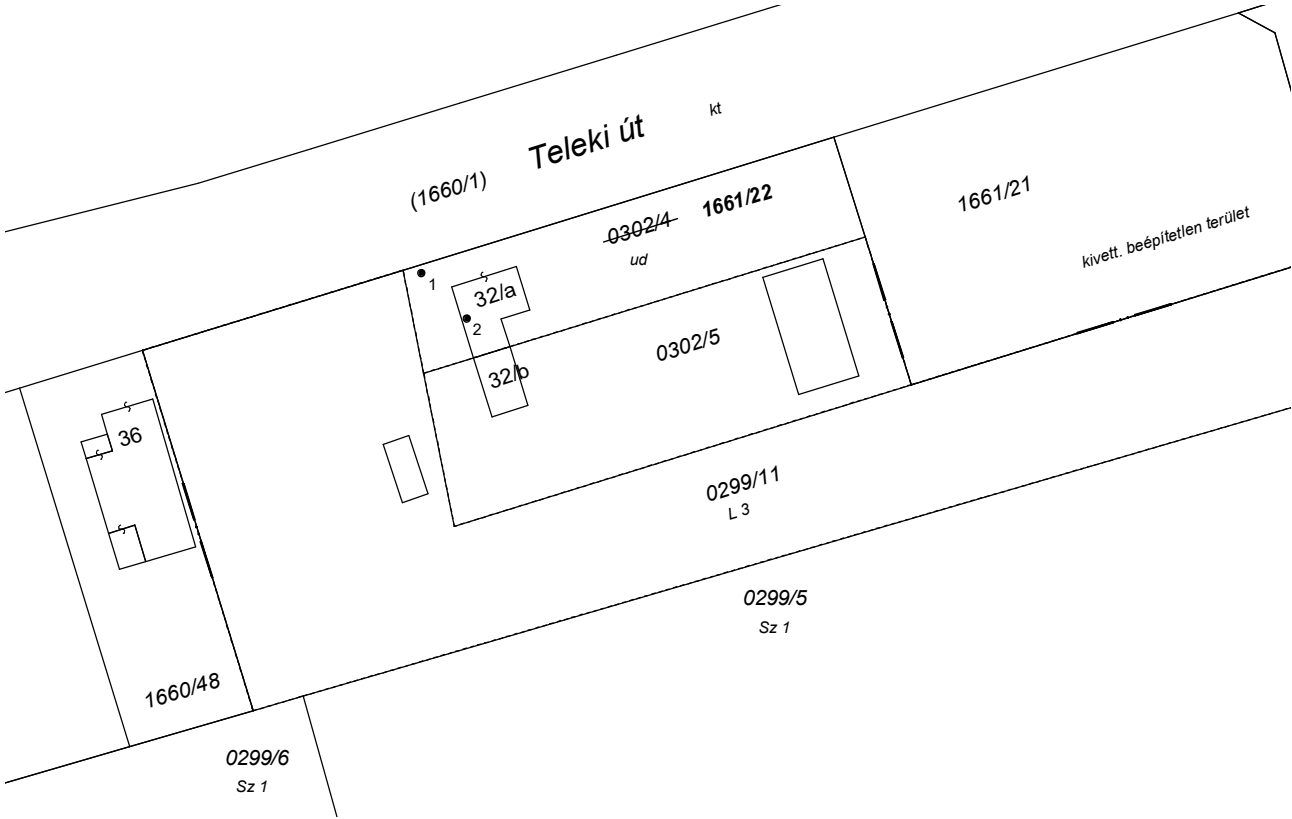 Teleki út
kt
(1660/1)
1661/22
0302/4
ud
1661/21
kivett. beépítetlen terület
1
32/a
2
32/b
0302/5
36
0299/11
L 3
0299/5
Sz 1
1660/48
0299/6
Sz 1